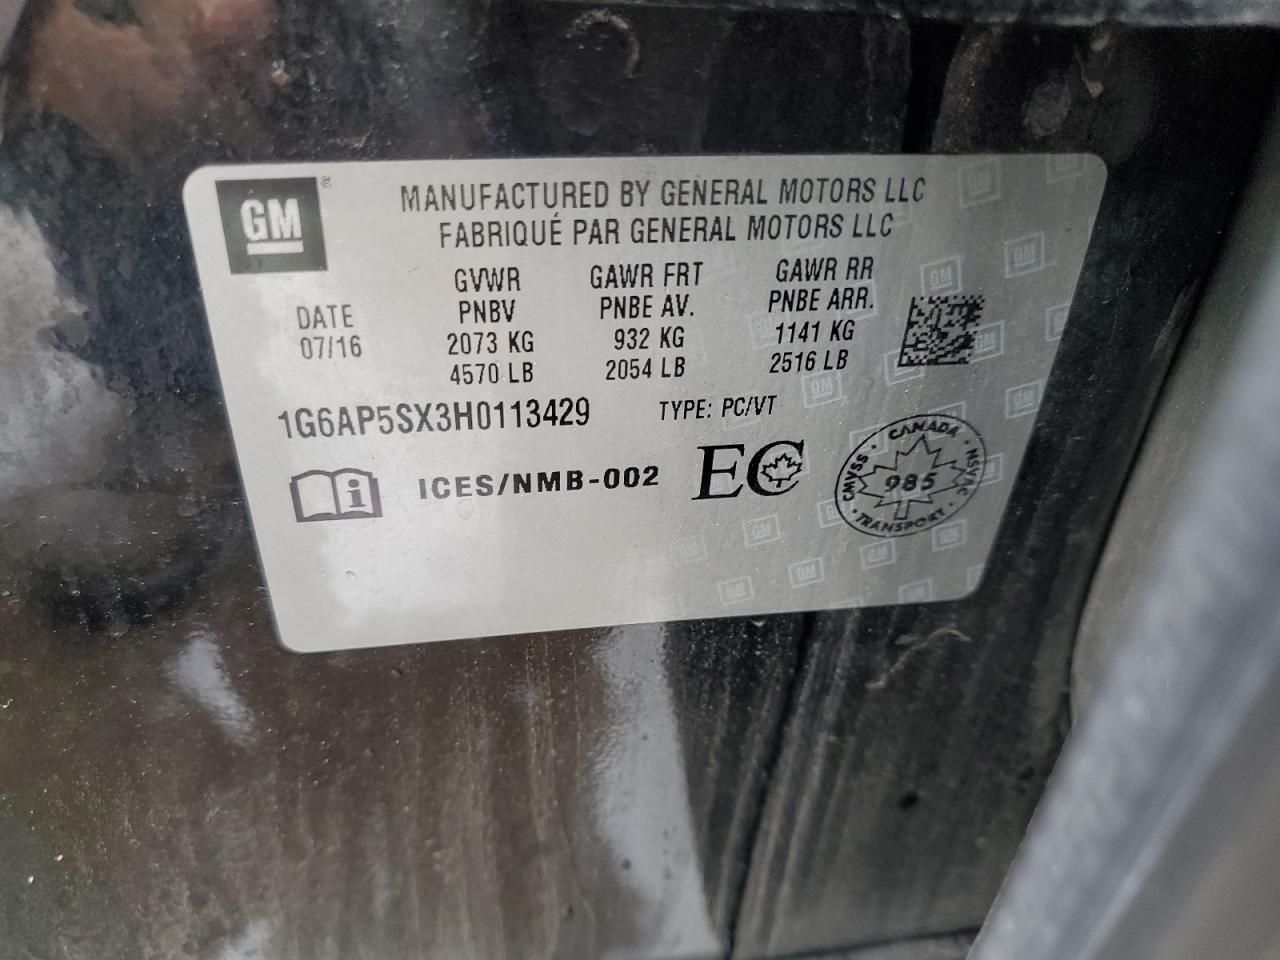 GM
MANUFACTURED BY GENERAL MOTORS LLC
FABRIQUÉ PAR GENERAL MOTORS LLC
DATE
07/16
GVWR
PNBV
2073 KG
4570 LB
GAWR FRT
PNBE AV.
932 KG
2054 LB
GAWR RR
PNBE ARR.
1141 KG
2516 LB
1G6AP5SX3H0113429
TYPE: PC/VT
i ICES/NMB-002
EC
CANADA
CMVSS · NSVAC
985
TRANSPORT